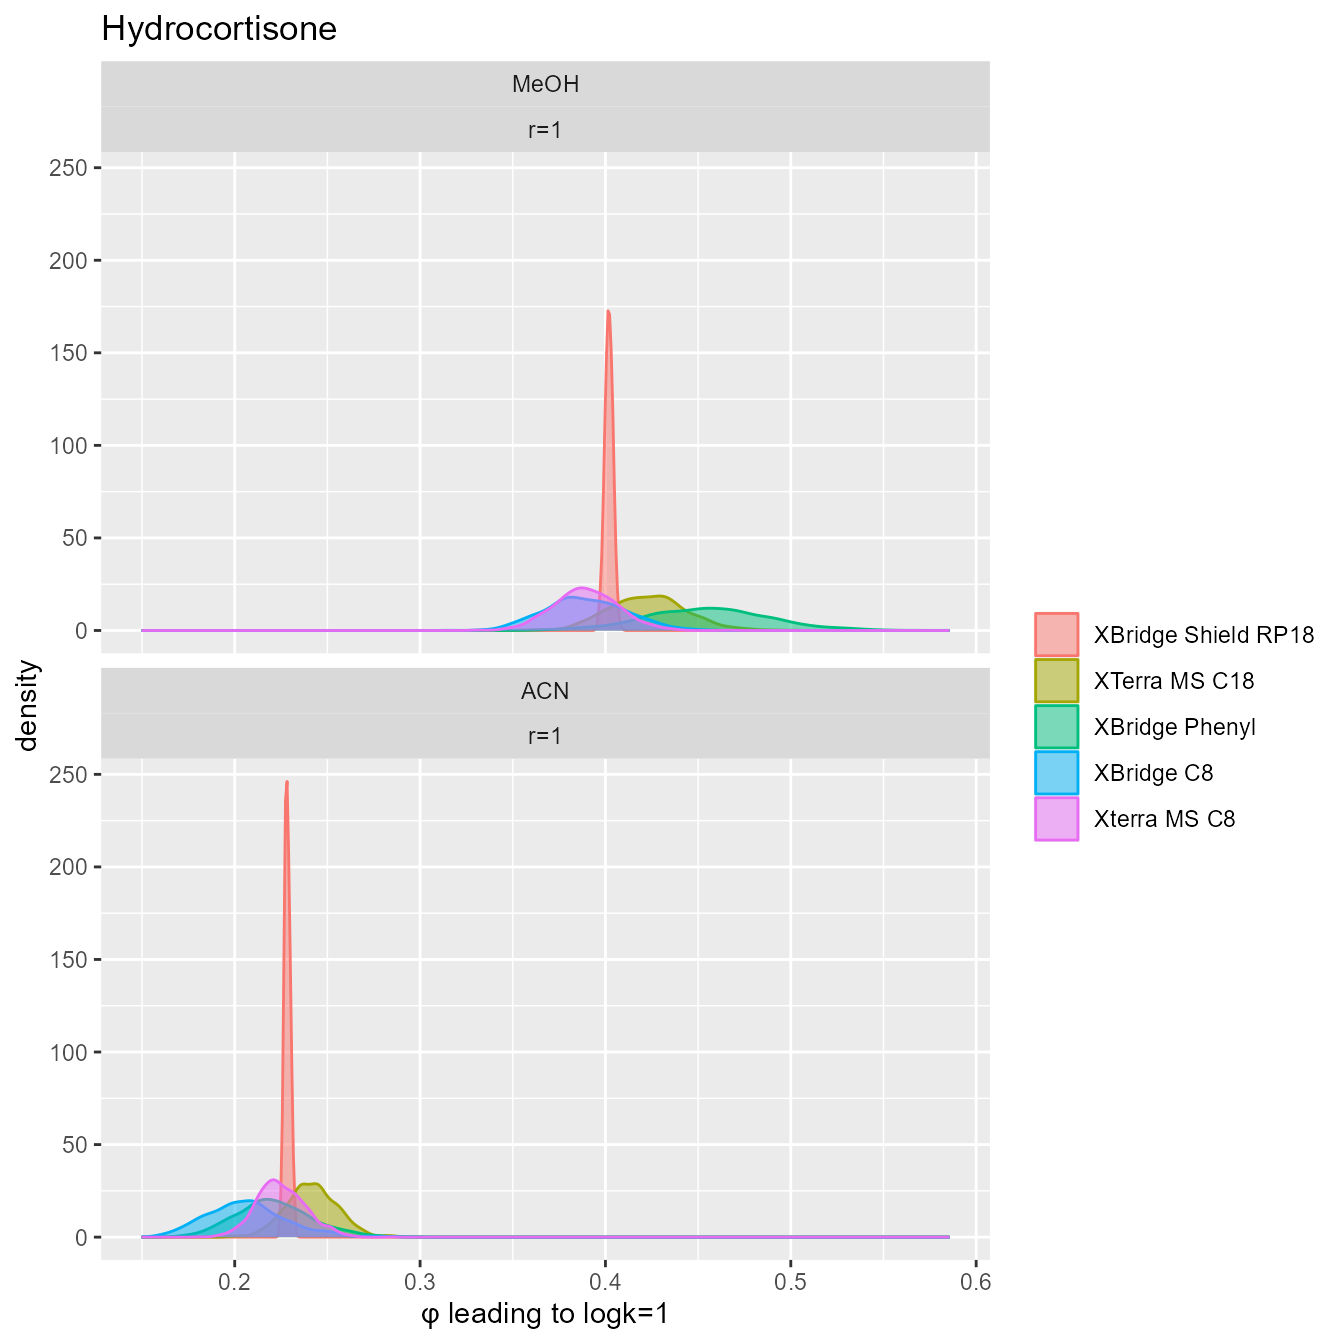 Hydrocortisone
MeOH
r=1
250
200
150
100
50
0
ACN
r=1
250
200
150
100
50
0
0.2 0.3 0.4 0.5 0.6
φ leading to logk=1
density
XBridge Shield RP18
XTerra MS C18
XBridge Phenyl
XBridge C8
Xterra MS C8